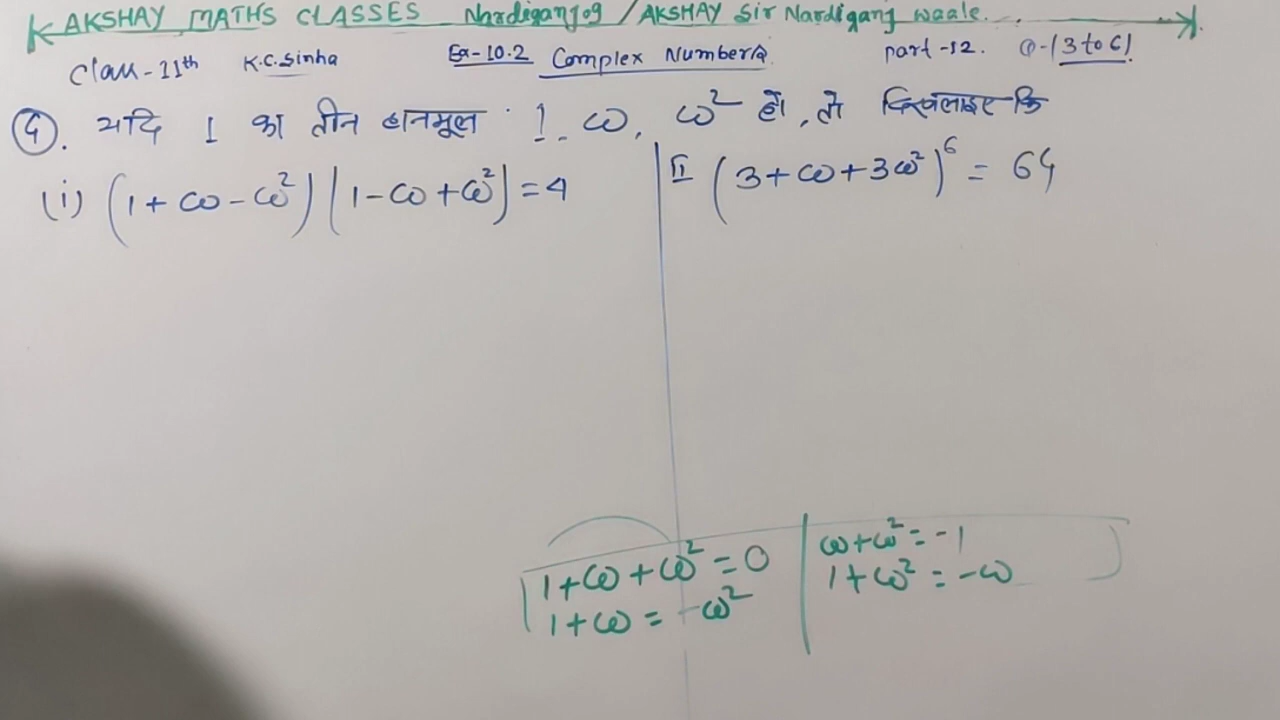 AKSHAY MATHS CLASSES Nardiganj09 / AKSHAY Sir Nardiganj waale.
Class-11th K.C.Sinha Ex-10.2 Complex Numbers part-12. Q-(3 to 6)
4. यदि 1 का तीन घनमूल 1, ω, ω² हो, तो दिखलाइए कि
(i) (1+ω-ω²)(1-ω+ω²)=4
II (3+ω+3ω²)⁶ = 64
1+ω+ω²=0
1+ω = -ω²
ω+ω²=-1
1+ω² = -ω